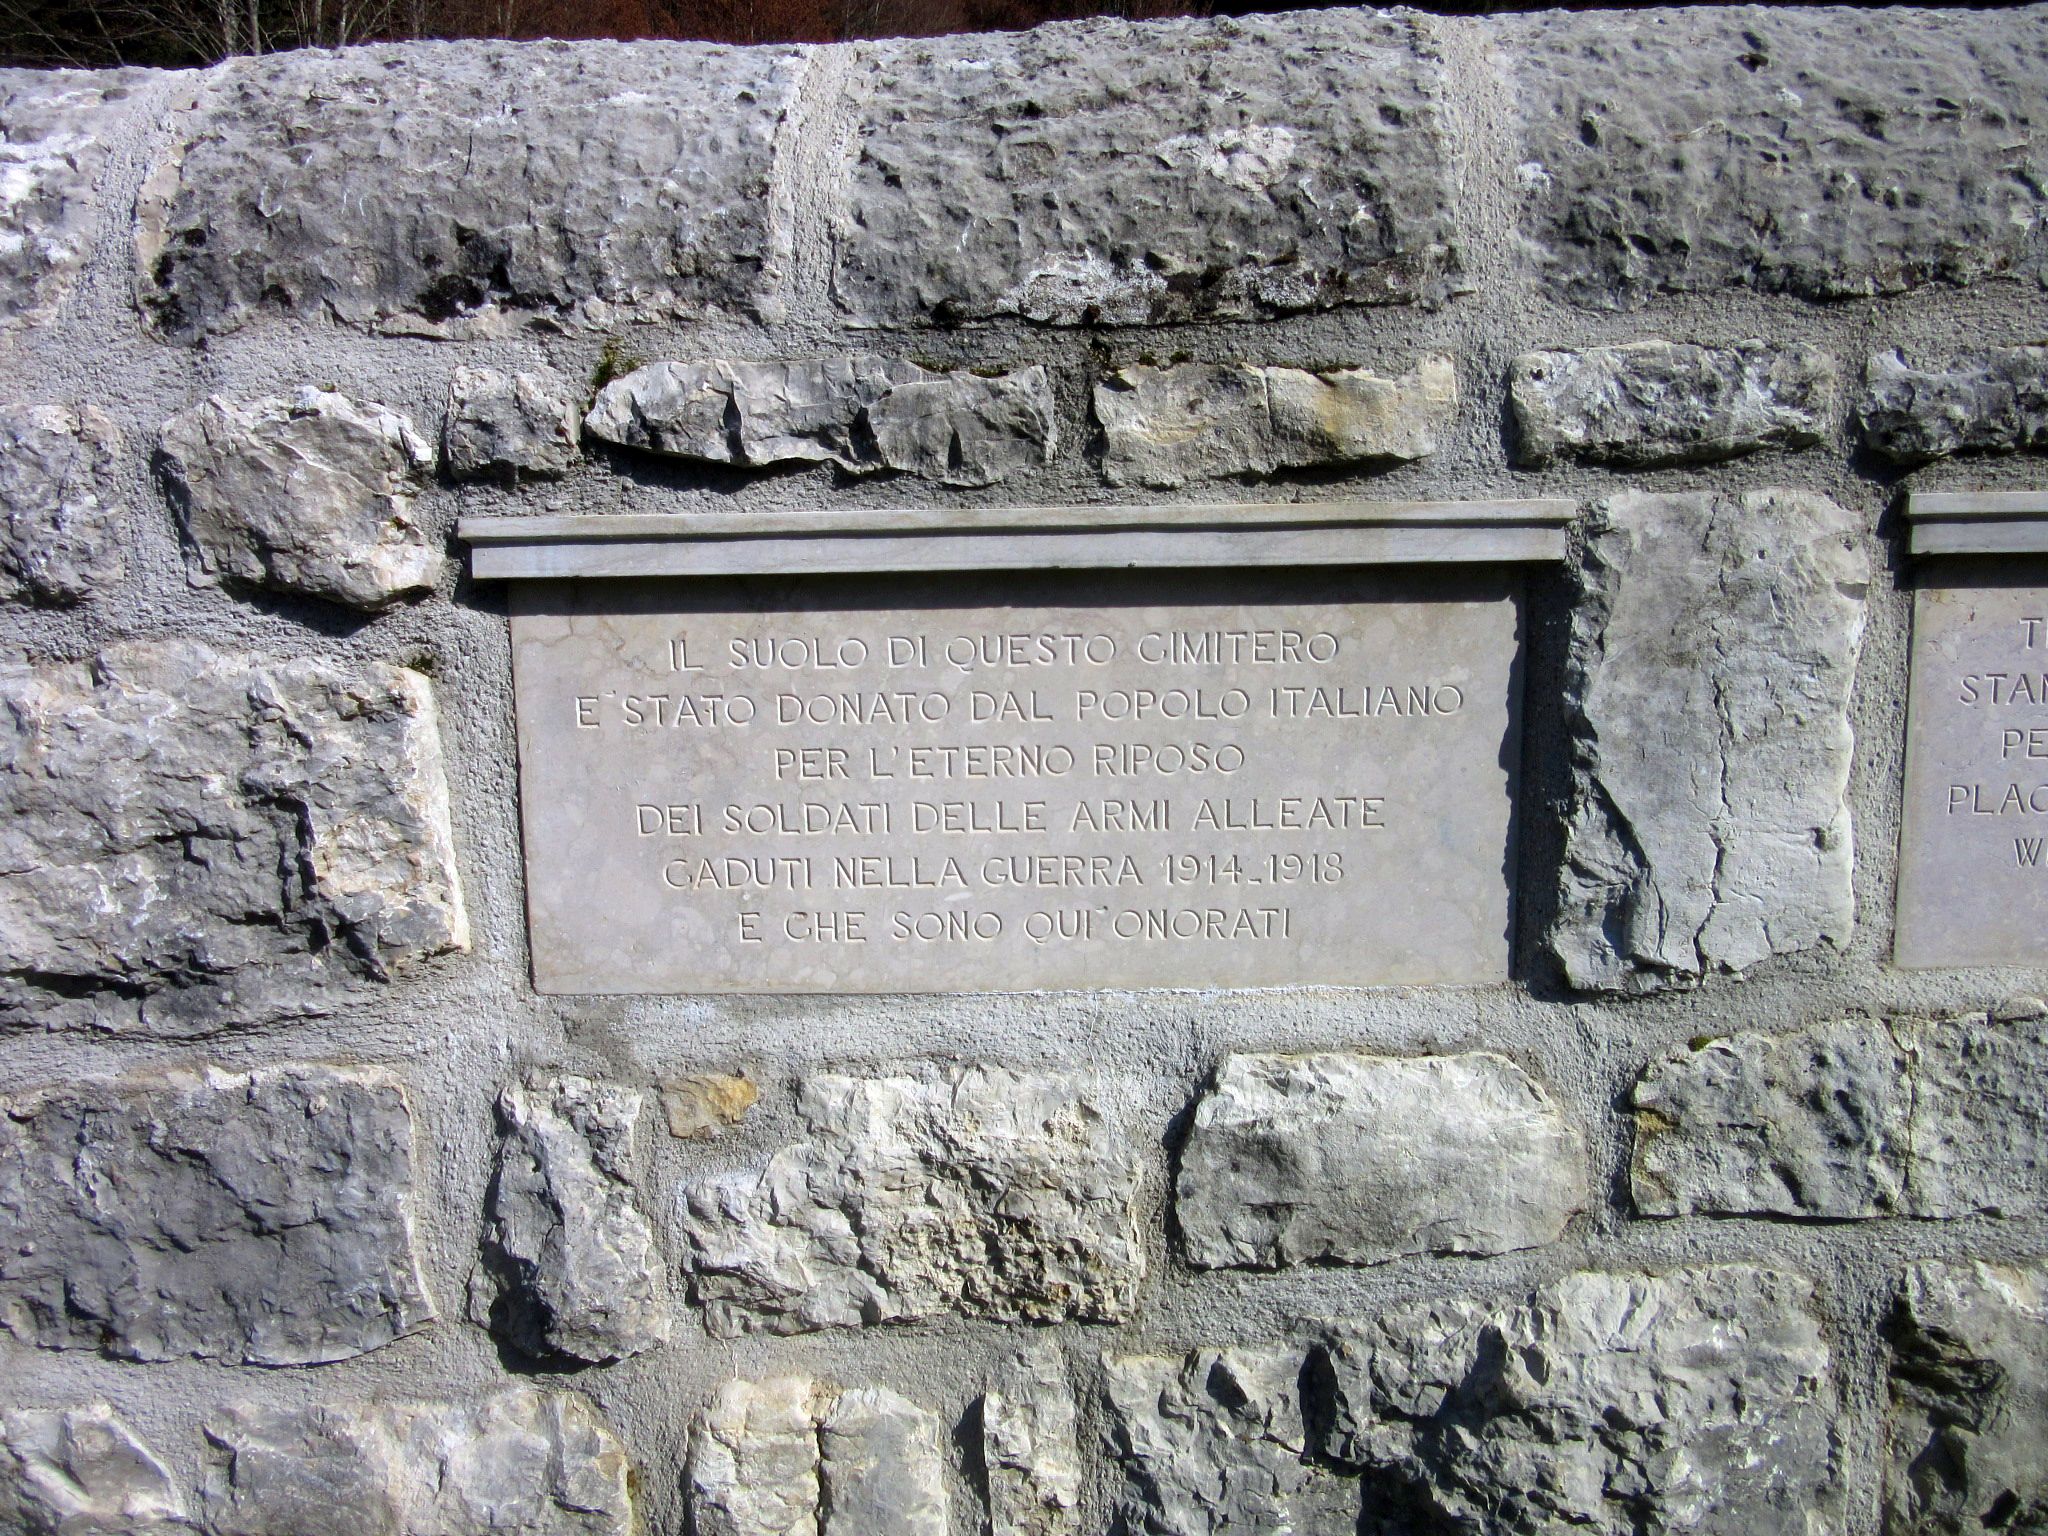 IL SUOLO DI QUESTO CIMITERO
E' STATO DONATO DAL POPOLO ITALIANO
PER L'ETERNO RIPOSO
DEI SOLDATI DELLE ARMI ALLEATE
CADUTI NELLA GUERRA 1914-1918
E CHE SONO QUI' ONORATI